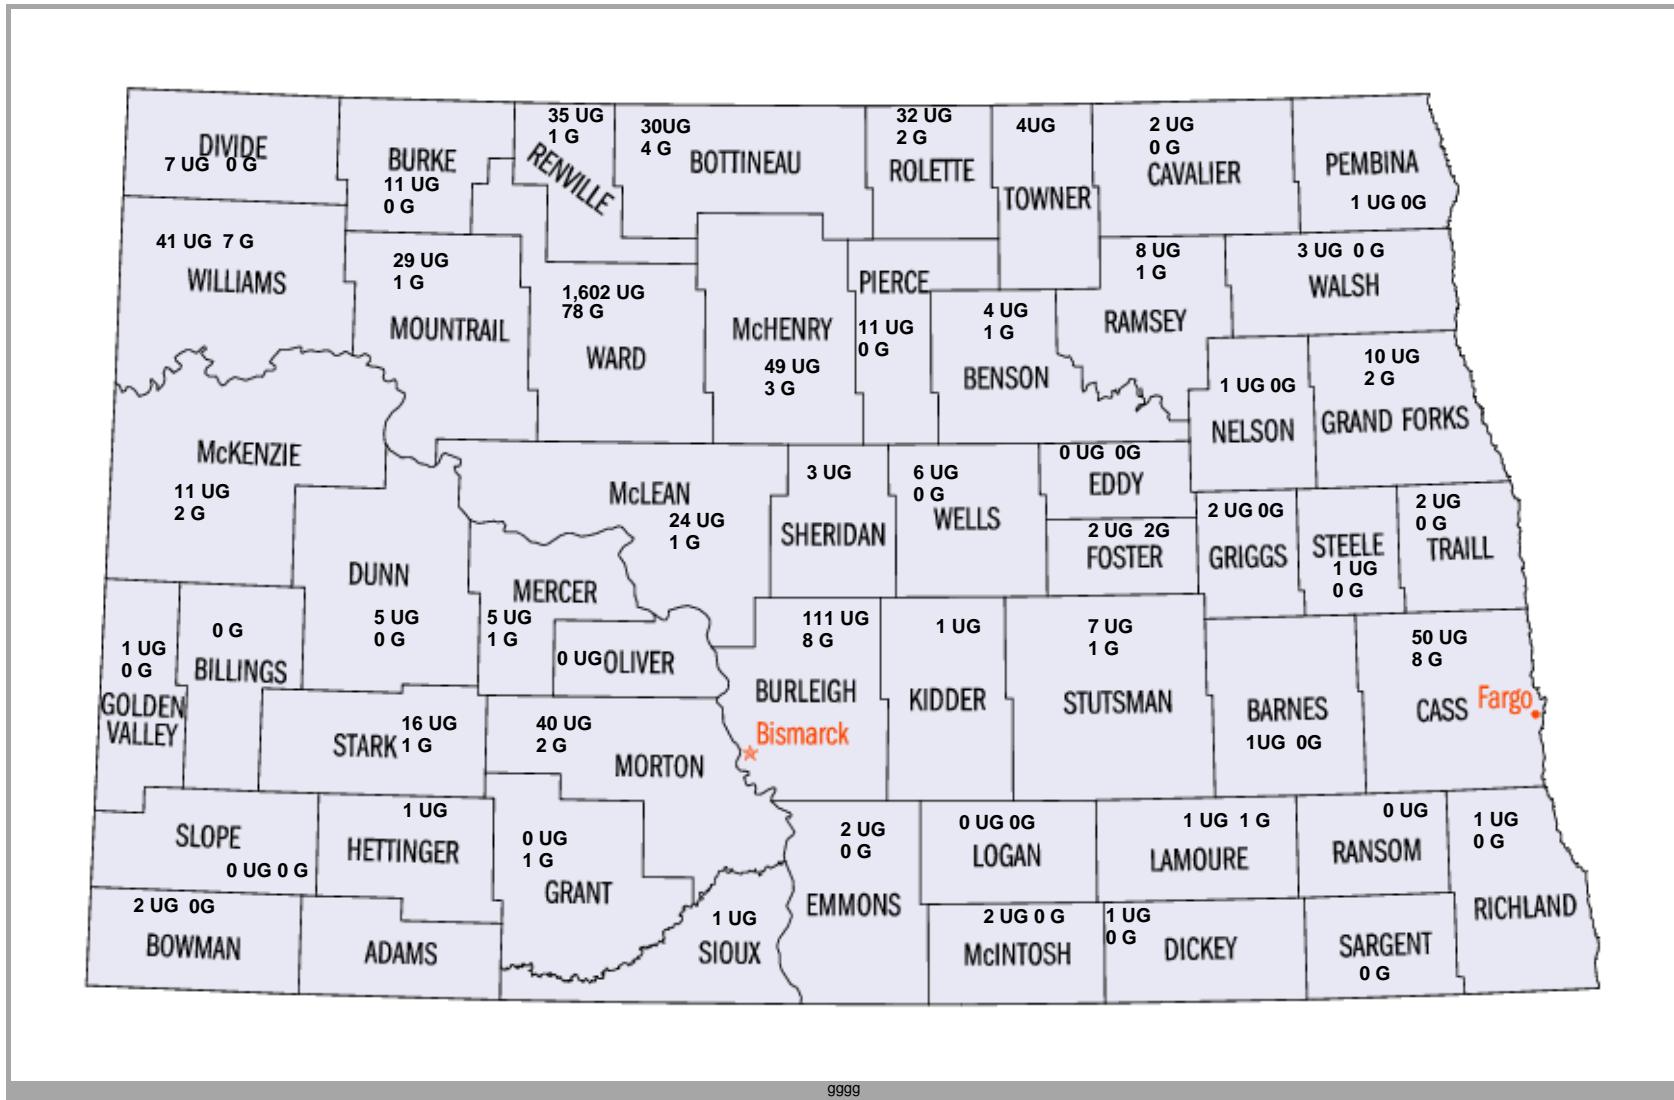 DIVIDE
7 UG 0 G
BURKE
11 UG
0 G
35 UG
1 G
RENVILLE
30UG
4 G
BOTTINEAU
32 UG
2 G
ROLETTE
4UG
TOWNER
2 UG
0 G
CAVALIER
PEMBINA
1 UG 0G
41 UG 7 G
WILLIAMS
29 UG
1 G
MOUNTRAIL
1,602 UG
78 G
WARD
McHENRY
49 UG
3 G
PIERCE
11 UG
0 G
4 UG
1 G
BENSON
8 UG
1 G
RAMSEY
3 UG 0 G
WALSH
1 UG 0G
NELSON
10 UG
2 G
GRAND FORKS
McKENZIE
11 UG
2 G
DUNN
5 UG
0 G
McLEAN
24 UG
1 G
MERCER
5 UG
1 G
0 UG
OLIVER
3 UG
SHERIDAN
6 UG
0 G
WELLS
0 UG 0G
EDDY
2 UG 2G
FOSTER
2 UG 0G
GRIGGS
STEELE
1 UG
0 G
2 UG
0 G
TRAILL
1 UG
0 G
GOLDEN
VALLEY
0 G
BILLINGS
STARK
16 UG
1 G
40 UG
2 G
MORTON
111 UG
8 G
BURLEIGH
Bismarck
1 UG
KIDDER
7 UG
1 G
STUTSMAN
BARNES
1UG 0G
50 UG
8 G
CASS
Fargo
SLOPE
0 UG 0 G
1 UG
HETTINGER
0 UG
1 G
GRANT
2 UG
0 G
EMMONS
0 UG 0G
LOGAN
1 UG 1 G
LAMOURE
0 UG
RANSOM
1 UG
0 G
RICHLAND
2 UG 0G
BOWMAN
ADAMS
1 UG
SIOUX
2 UG 0 G
McINTOSH
1 UG
0 G
DICKEY
SARGENT
0 G
gggg